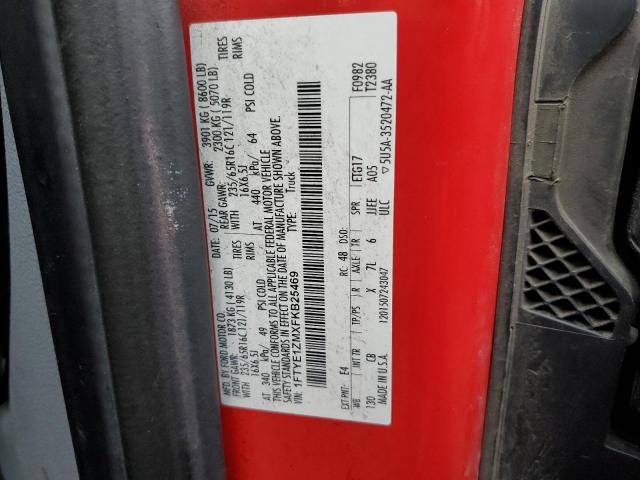 MFD. BY FORD MOTOR CO. DATE: 07/15 GVWR: 3901 KG ( 8600 LB)
FRONT GAWR: 1873 KG ( 4130 LB) REAR GAWR: 2300 KG ( 5070 LB)
WITH 235/65R16C 121/119R TIRES WITH 235/65R16C 121/119R TIRES
16X6.5J RIMS 16X6.5J RIMS
AT 340 kPa/ 49 PSI COLD AT 440 kPa/ 64 PSI COLD
THIS VEHICLE CONFORMS TO ALL APPLICABLE FEDERAL MOTOR VEHICLE
SAFETY STANDARDS IN EFFECT ON THE DATE OF MANUFACTURE SHOWN ABOVE.
VIN: 1FTYE1ZMXFKB25469 TYPE: Truck
EXT PNT: E4 RC: 48 DSO: F0982
WB INT TR TP/PS R AXLE TR SPR ETG17 T2380
130 CB X 7L 6 JJEE A05
MADE IN U.S.A. 1201507243047 ULC ▽5U5A-3520472-AA